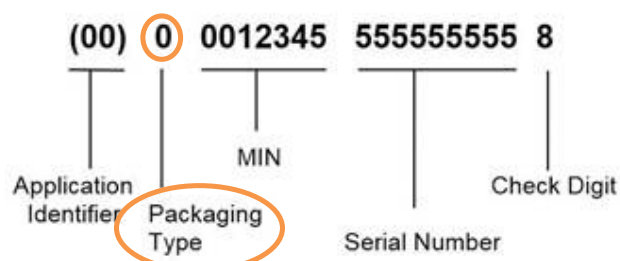 (00) 0 0012345 555555555 8
MIN
Application
Identifier
Packaging
Type
Serial Number
Check Digit